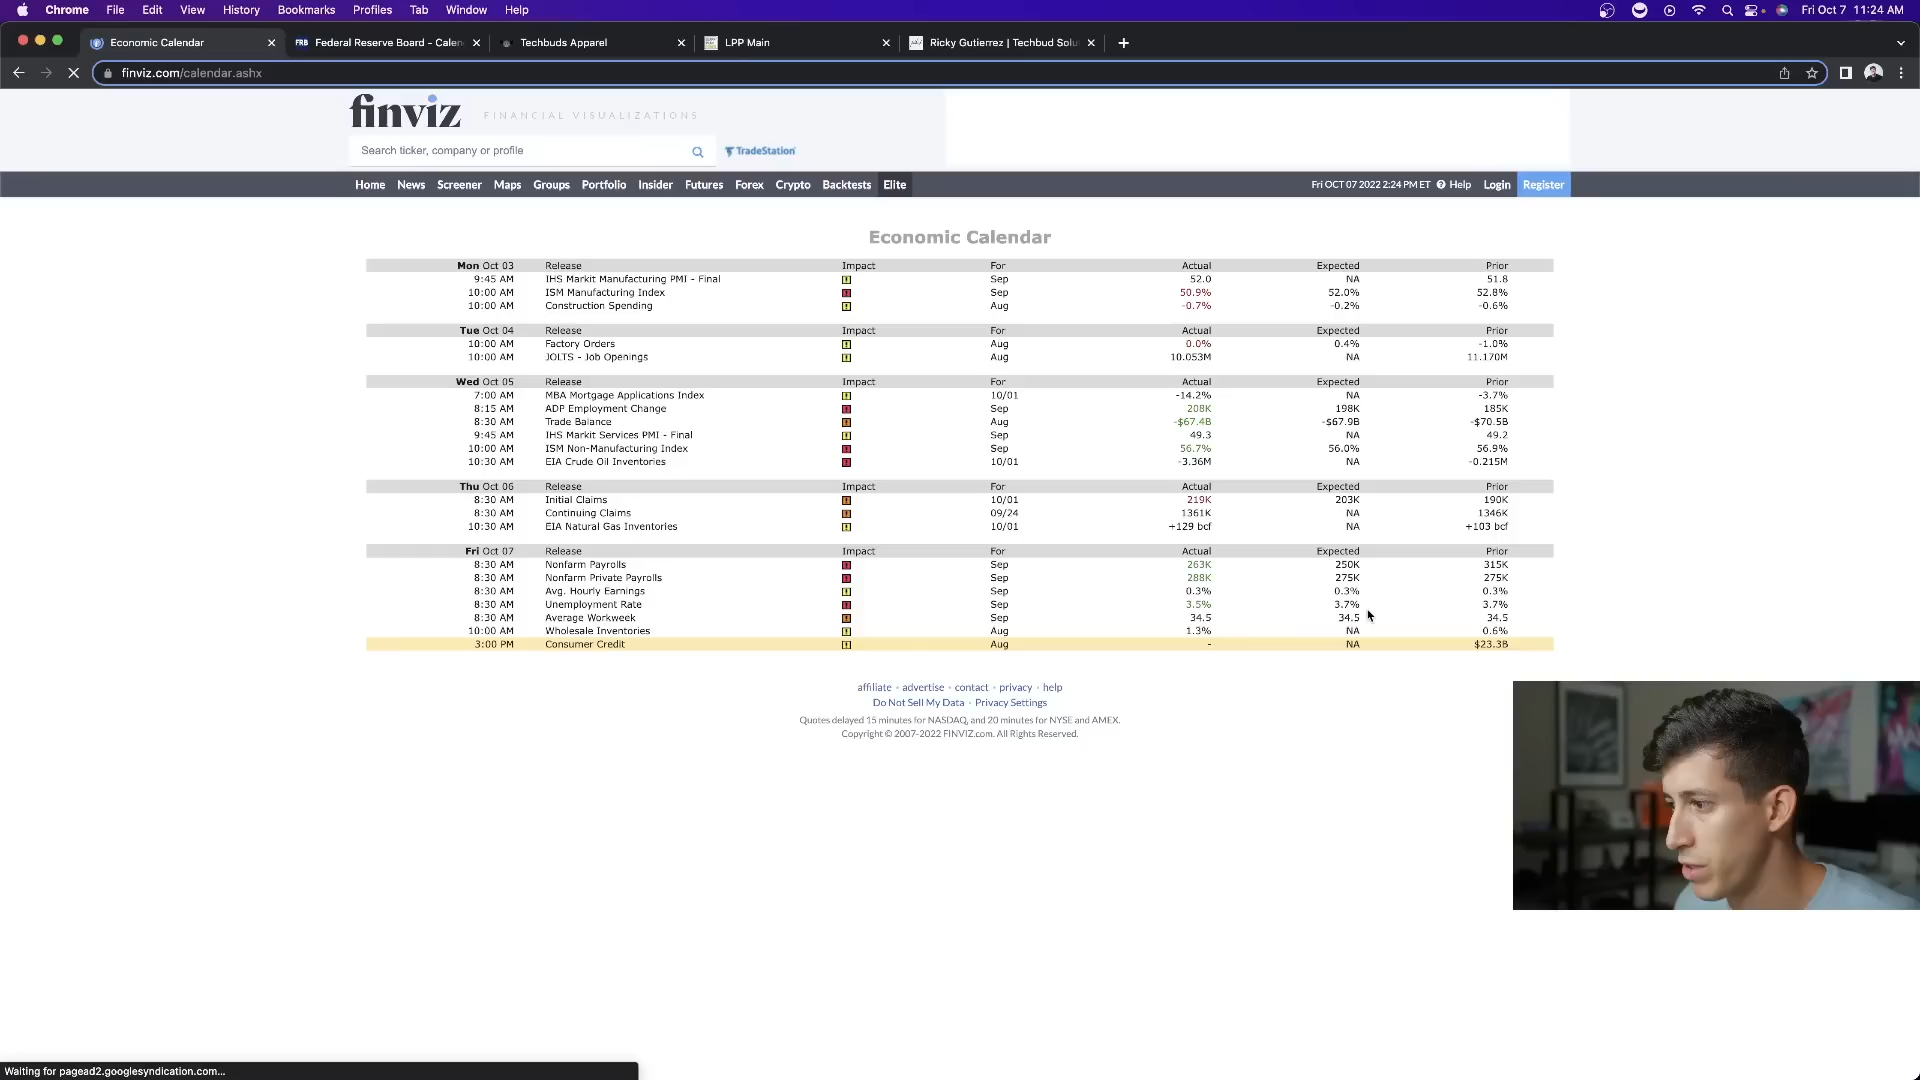 Chrome File Edit View History Bookmarks Profiles Tab Window Help Fri Oct 7 11:24 AM
Economic Calendar Federal Reserve Board - Calen Techbuds Apparel LPP Main Ricky Gutierrez | Techbud Solu
finviz.com/calendar.ashx
finviz FINANCIAL VISUALIZATIONS
Search ticker, company or profile TradeStation
Home News Screener Maps Groups Portfolio Insider Futures Forex Crypto Backtests Elite Fri OCT 07 2022 2:24 PM ET Help Login Register
Economic Calendar
Mon Oct 03 Release Impact For Actual Expected Prior
9:45 AM IHS Markit Manufacturing PMI - Final Sep 52.0 NA 51.8
10:00 AM ISM Manufacturing Index Sep 50.9% 52.0% 52.8%
10:00 AM Construction Spending Aug -0.7% -0.2% -0.6%
Tue Oct 04 Release Impact For Actual Expected Prior
10:00 AM Factory Orders Aug 0.0% 0.4% -1.0%
10:00 AM JOLTS - Job Openings Aug 10.053M NA 11.170M
Wed Oct 05 Release Impact For Actual Expected Prior
7:00 AM MBA Mortgage Applications Index 10/01 -14.2% NA -3.7%
8:15 AM ADP Employment Change Sep 208K 198K 185K
8:30 AM Trade Balance Aug -$67.4B -$67.9B -$70.5B
9:45 AM IHS Markit Services PMI - Final Sep 49.3 NA 49.2
10:00 AM ISM Non-Manufacturing Index Sep 56.7% 56.0% 56.9%
10:30 AM EIA Crude Oil Inventories 10/01 -3.36M NA -0.215M
Thu Oct 06 Release Impact For Actual Expected Prior
8:30 AM Initial Claims 10/01 219K 203K 190K
8:30 AM Continuing Claims 09/24 1361K NA 1346K
10:30 AM EIA Natural Gas Inventories 10/01 +129 bcf NA +103 bcf
Fri Oct 07 Release Impact For Actual Expected Prior
8:30 AM Nonfarm Payrolls Sep 263K 250K 315K
8:30 AM Nonfarm Private Payrolls Sep 288K 275K 275K
8:30 AM Avg. Hourly Earnings Sep 0.3% 0.3% 0.3%
8:30 AM Unemployment Rate Sep 3.5% 3.7% 3.7%
8:30 AM Average Workweek Sep 34.5 34.5 34.5
10:00 AM Wholesale Inventories Aug 1.3% NA 0.6%
3:00 PM Consumer Credit Aug - NA $23.3B
affiliate • advertise • contact • privacy • help
Do Not Sell My Data • Privacy Settings
Quotes delayed 15 minutes for NASDAQ, and 20 minutes for NYSE and AMEX.
Copyright © 2007-2022 FINVIZ.com. All Rights Reserved.
Waiting for pagead2.googlesyndication.com...